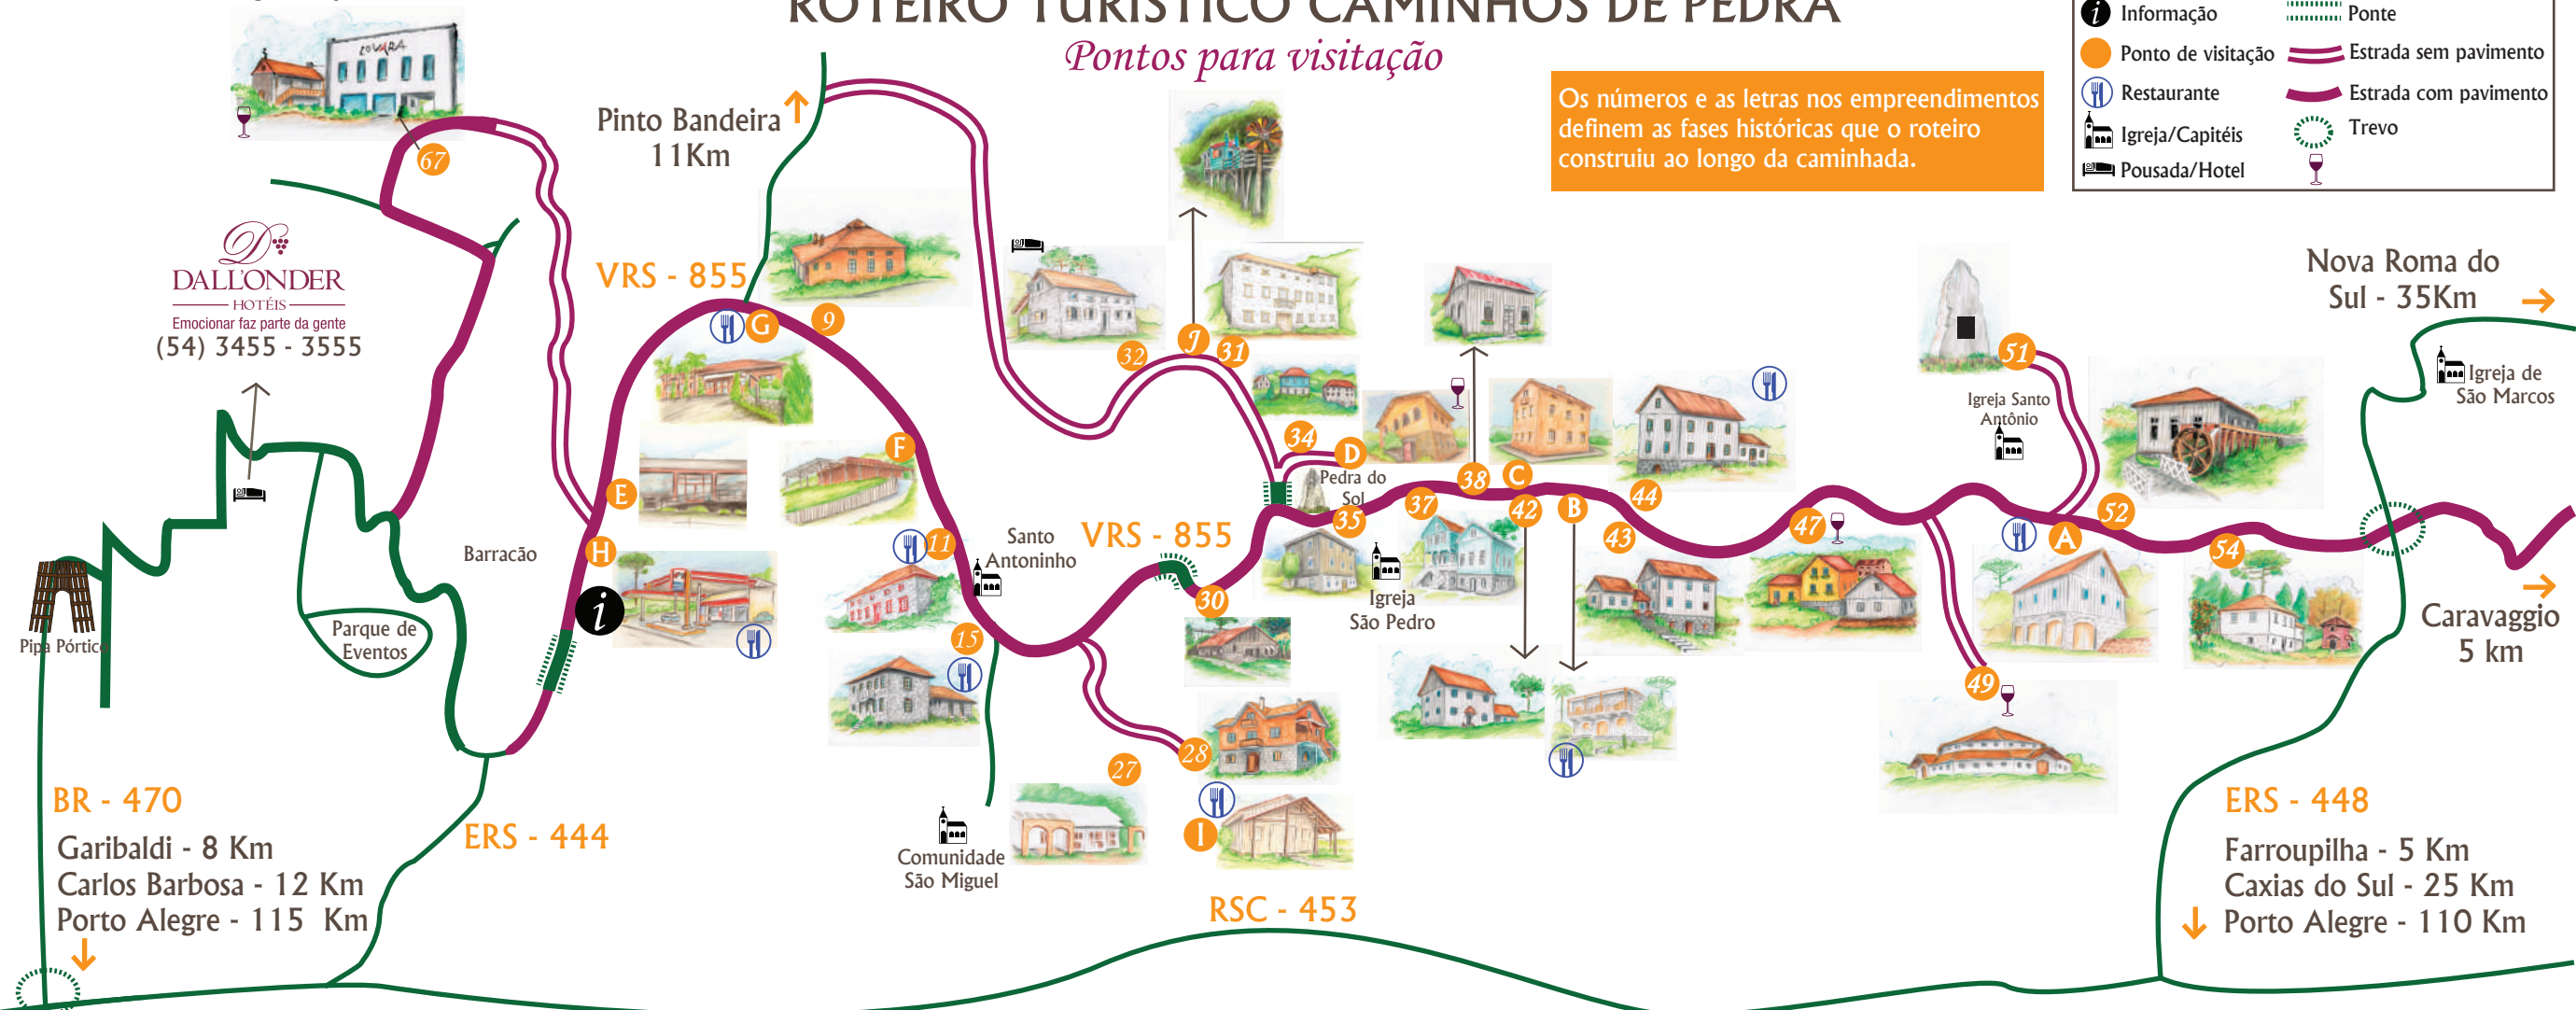 ROTEIRO TURÍSTICO CAMINHOS DE PEDRA
Pontos para visitação
Os números e as letras nos empreendimentos
definem as fases históricas que o roteiro
construiu ao longo da caminhada.
i Informação
Ponto de visitação
Restaurante
Igreja/Capitéis
Pousada/Hotel
Ponte
Estrada sem pavimento
Estrada com pavimento
Trevo
LOVARA
67
Pinto Bandeira
11Km
D
DALL'ONDER
HOTÉIS
Emocionar faz parte da gente
(54) 3455 - 3555
VRS - 855
G
9
32
J
31
34
D
Pedra do
Sol
35
37
38
C
42
B
44
43
47
51
Igreja Santo
Antônio
52
A
54
49
Nova Roma do
Sul - 35Km
Igreja de
São Marcos
Caravaggio
5 km
E
F
H
i
11
15
Barracão
Santo
Antoninho
VRS - 855
30
Igreja
São Pedro
28
27
I
Pipa Pórtico
Parque de
Eventos
Comunidade
São Miguel
BR - 470
Garibaldi - 8 Km
Carlos Barbosa - 12 Km
Porto Alegre - 115 Km
ERS - 444
RSC - 453
ERS - 448
Farroupilha - 5 Km
Caxias do Sul - 25 Km
Porto Alegre - 110 Km